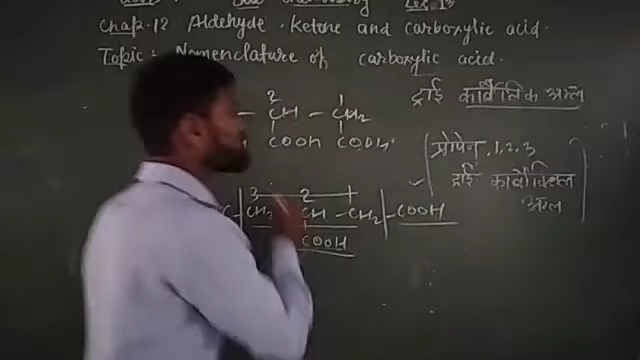 Chap-12 Aldehyde . Ketone and carboxylic acid.
Topic : Nomenclature of carboxylic acid.
ट्राई कार्बोलिक अम्ल
2 1
– CH – CH2
COOH COOH
प्रोपेन, 1, 2, 3
ट्राई कार्बोक्सिल
अम्ल
3 2 1
CH2 CH – CH2 – COOH
COOH